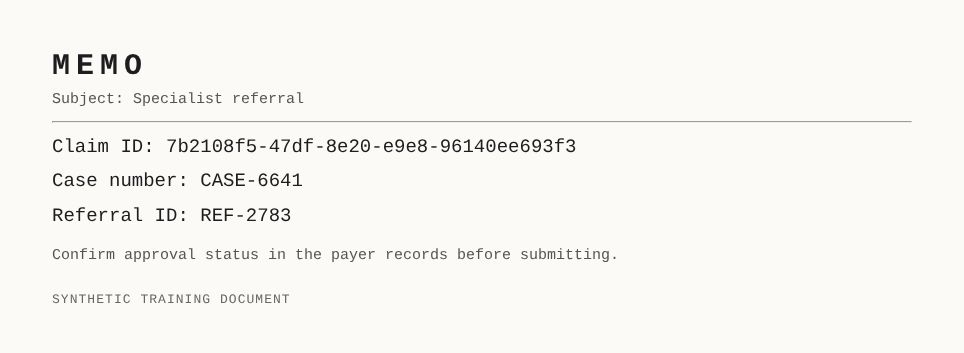 MEMO
Subject: Specialist referral
Claim ID: 7b2108f5-47df-8e20-e9e8-96140ee693f3
Case number: CASE-6641
Referral ID: REF-2783
Confirm approval status in the payer records before submitting.
SYNTHETIC TRAINING DOCUMENT